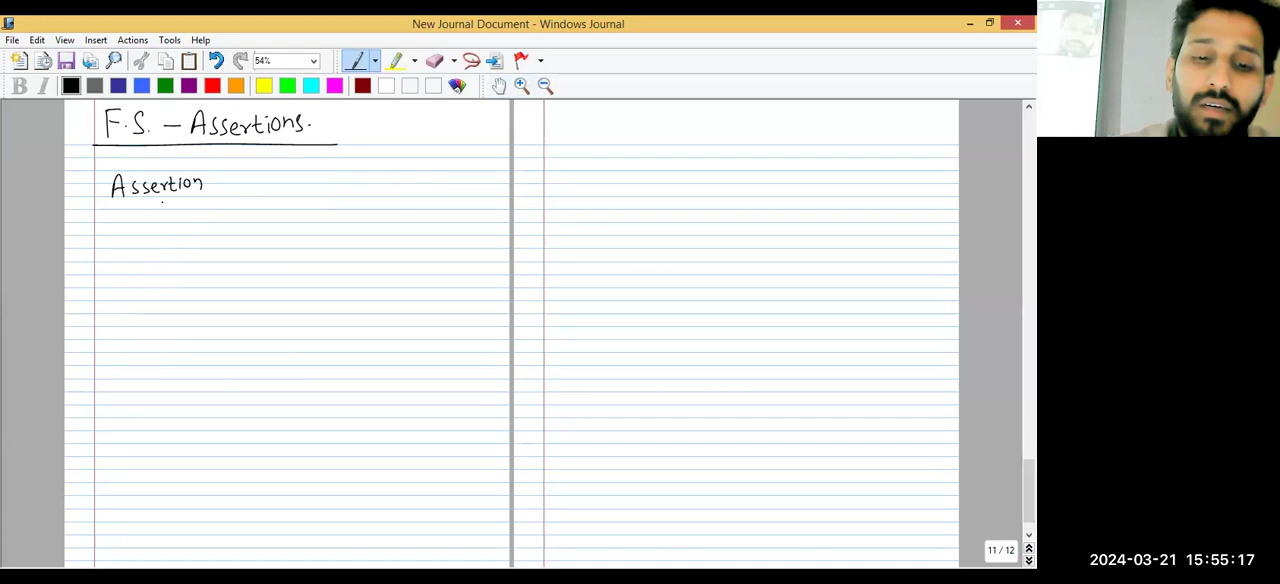 New Journal Document - Windows Journal
File Edit View Insert Actions Tools Help
54%
B I
F.S. - Assertions.
Assertion
11 / 12
2024-03-21 15:55:17